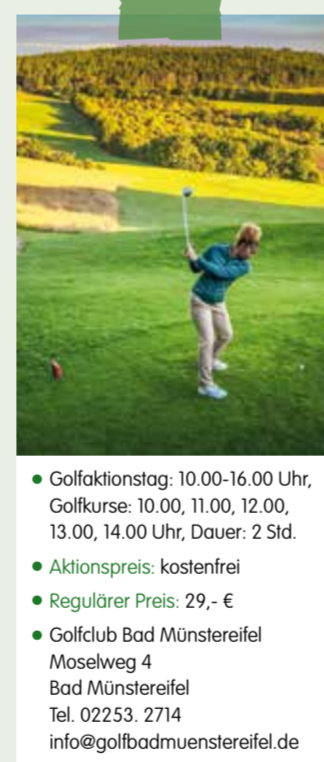 Golfaktionstag: 10.00-16.00 Uhr,
Golfkurse: 10.00, 11.00, 12.00,
13.00, 14.00 Uhr, Dauer: 2 Std.
Aktionspreis: kostenfrei
Regulärer Preis: 29,- €
Golfclub Bad Münstereifel
Moselweg 4
Bad Münstereifel
Tel. 02253. 2714
info@golfbadmuenstereifel.de